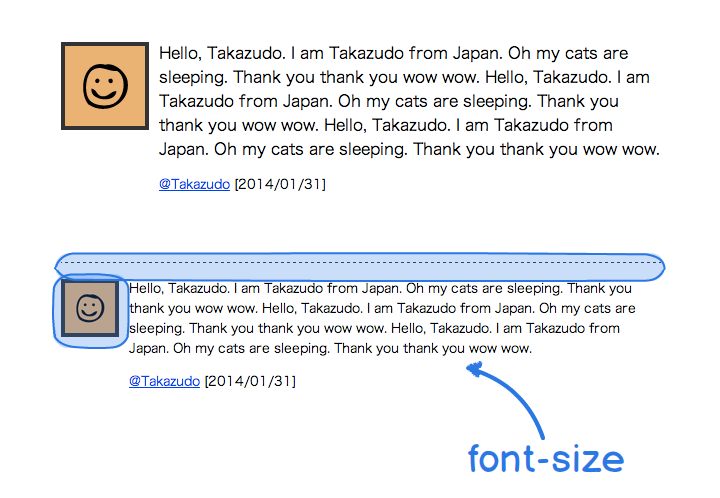 Hello, Takazudo. I am Takazudo from Japan. Oh my cats are
sleeping. Thank you thank you wow wow. Hello, Takazudo. I am
Takazudo from Japan. Oh my cats are sleeping. Thank you
thank you wow wow. Hello, Takazudo. I am Takazudo from
Japan. Oh my cats are sleeping. Thank you thank you wow wow.
@Takazudo [2014/01/31]
Hello, Takazudo. I am Takazudo from Japan. Oh my cats are sleeping. Thank you
thank you wow wow. Hello, Takazudo. I am Takazudo from Japan. Oh my cats are
sleeping. Thank you thank you wow wow. Hello, Takazudo. I am Takazudo from
Japan. Oh my cats are sleeping. Thank you thank you wow wow.
@Takazudo [2014/01/31]
font-size